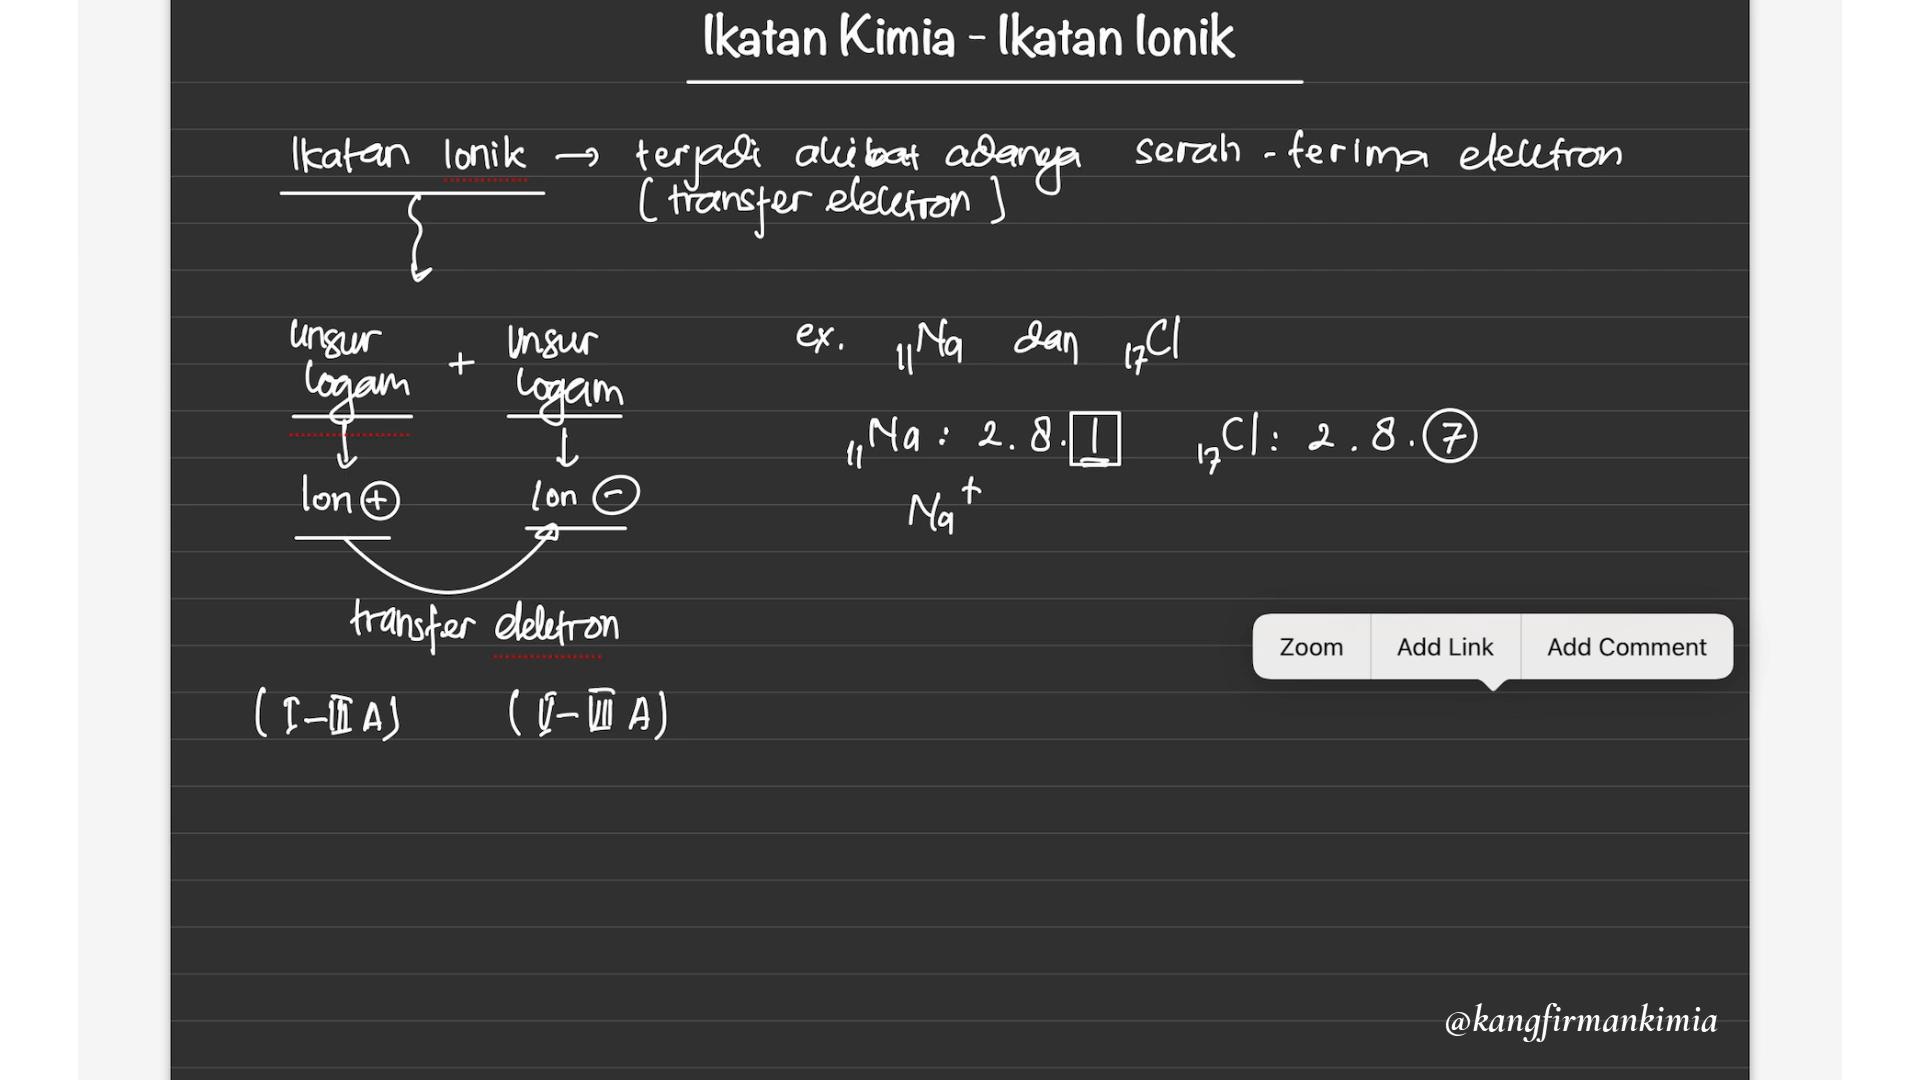 Ikatan Kimia - Ikatan Ionik
Ikatan Ionik → terjadi akibat adanya serah - terima elektron
(transfer elektron)
unsur logam + Unsur logam
ex. ₁₁Na dan ₁₇Cl
₁₁Na : 2 . 8 . 1 ₁₇Cl : 2 . 8 . 7
Ion ⊕ Ion ⊖
Na⁺
transfer elektron
Zoom Add Link Add Comment
(I - III A) (V - VII A)
@kangfirmankimia